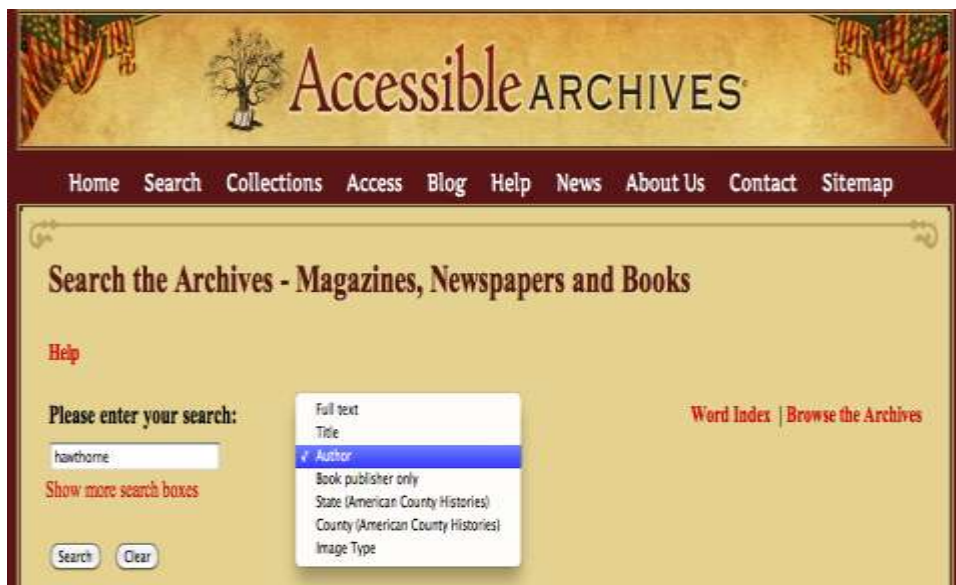 Accessible ARCHIVES
Home Search Collections Access Blog Help News About Us Contact Sitemap
Search the Archives - Magazines, Newspapers and Books
Help
Please enter your search:
hawthorne
Show more search boxes
Search Clear
Full text
Title
✓ Author
Book publisher only
State (American County Histories)
County (American County Histories)
Image Type
Word Index | Browse the Archives